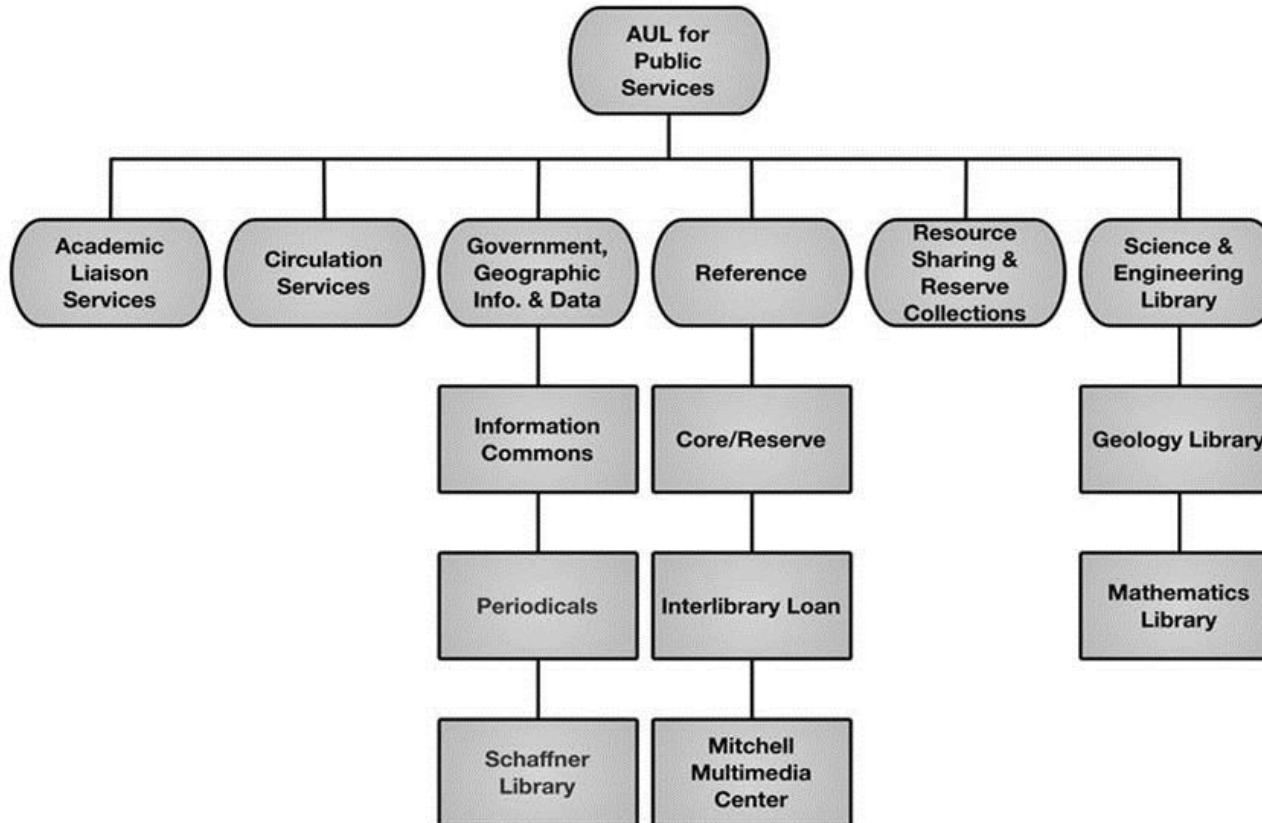 AUL for
Public
Services
Academic
Liaison
Services
Circulation
Services
Government,
Geographic
Info. & Data
Reference
Resource
Sharing &
Reserve
Collections
Science &
Engineering
Library
Information
Commons
Core/Reserve
Geology Library
Periodicals
Interlibrary Loan
Mathematics
Library
Schaffner
Library
Mitchell
Multimedia
Center